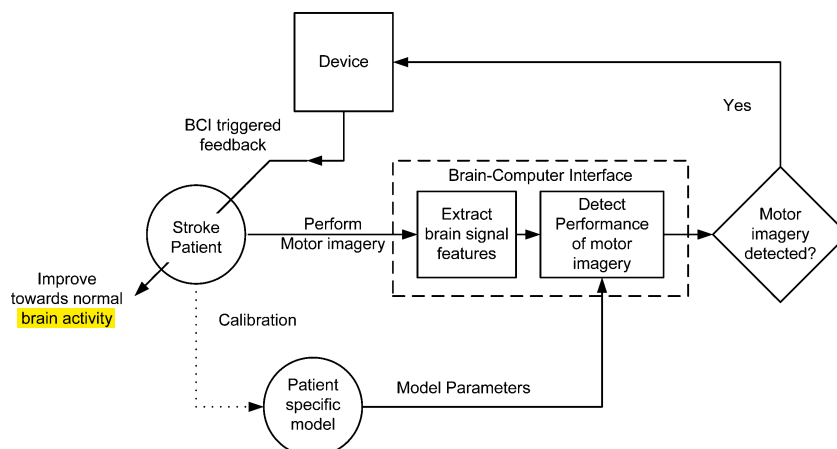 Device
Yes
BCI triggered
feedback
Brain-Computer Interface
Stroke
Patient
Perform
Motor imagery
Extract
brain signal
features
Detect
Performance
of motor
imagery
Motor
imagery
detected?
Improve
towards normal
brain activity
Calibration
Patient
specific
model
Model Parameters